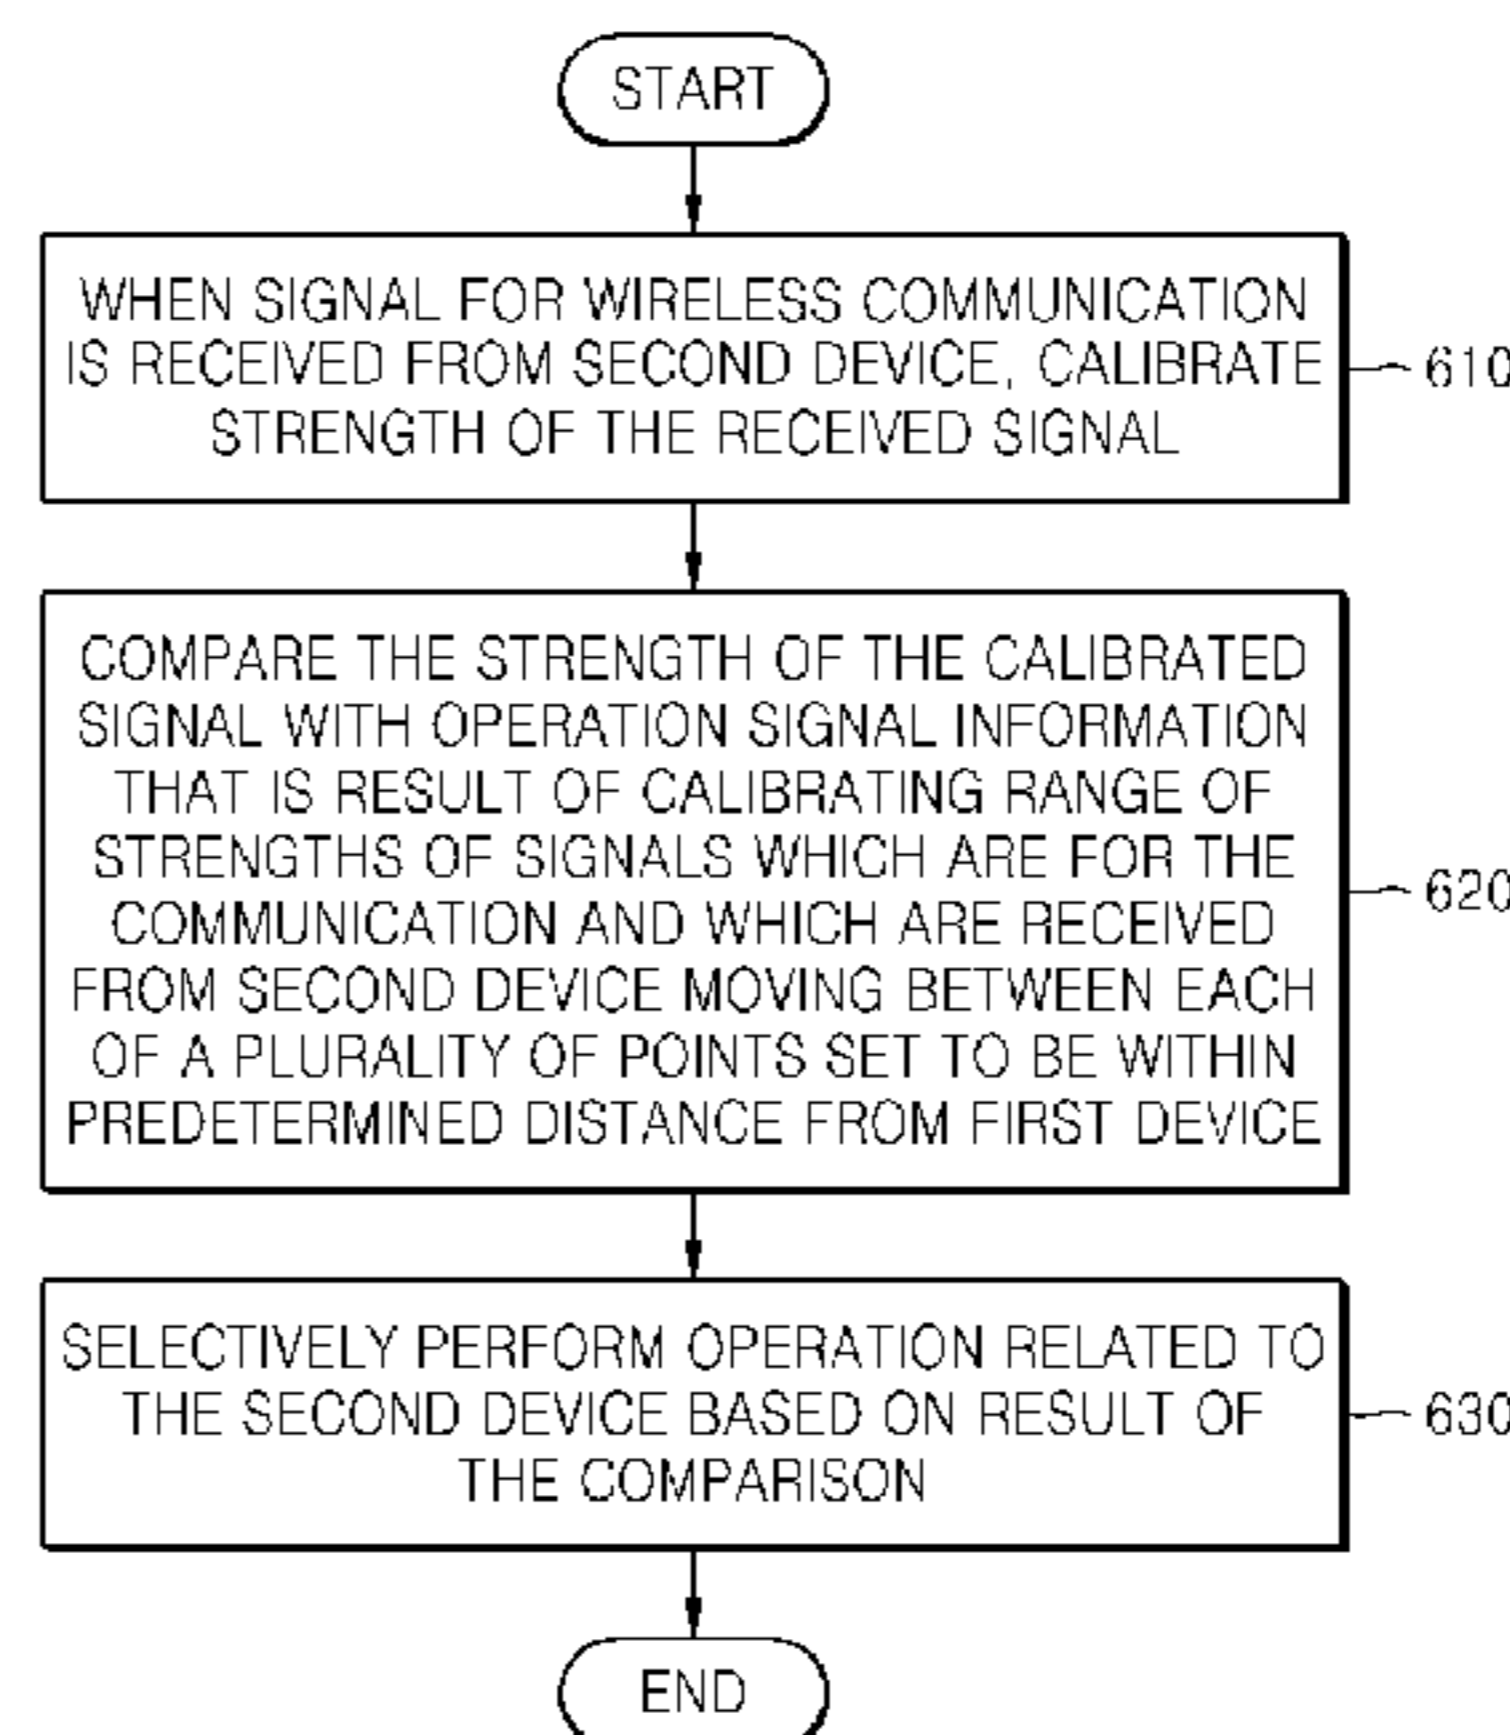 START
WHEN SIGNAL FOR WIRELESS COMMUNICATION
IS RECEIVED FROM SECOND DEVICE, CALIBRATE
STRENGTH OF THE RECEIVED SIGNAL
610
COMPARE THE STRENGTH OF THE CALIBRATED
SIGNAL WITH OPERATION SIGNAL INFORMATION
THAT IS RESULT OF CALIBRATING RANGE OF
STRENGTHS OF SIGNALS WHICH ARE FOR THE
COMMUNICATION AND WHICH ARE RECEIVED
FROM SECOND DEVICE MOVING BETWEEN EACH
OF A PLURALITY OF POINTS SET TO BE WITHIN
PREDETERMINED DISTANCE FROM FIRST DEVICE
620
SELECTIVELY PERFORM OPERATION RELATED TO
THE SECOND DEVICE BASED ON RESULT OF
THE COMPARISON
630
END